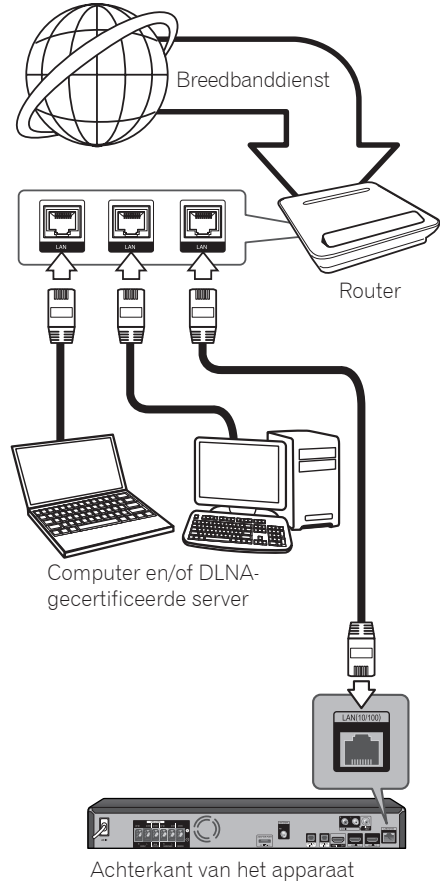 Breedbanddienst
LAN
LAN
LAN
Router
Computer en/of DLNA-
gecertificeerde server
LAN(10/100)
Achterkant van het apparaat